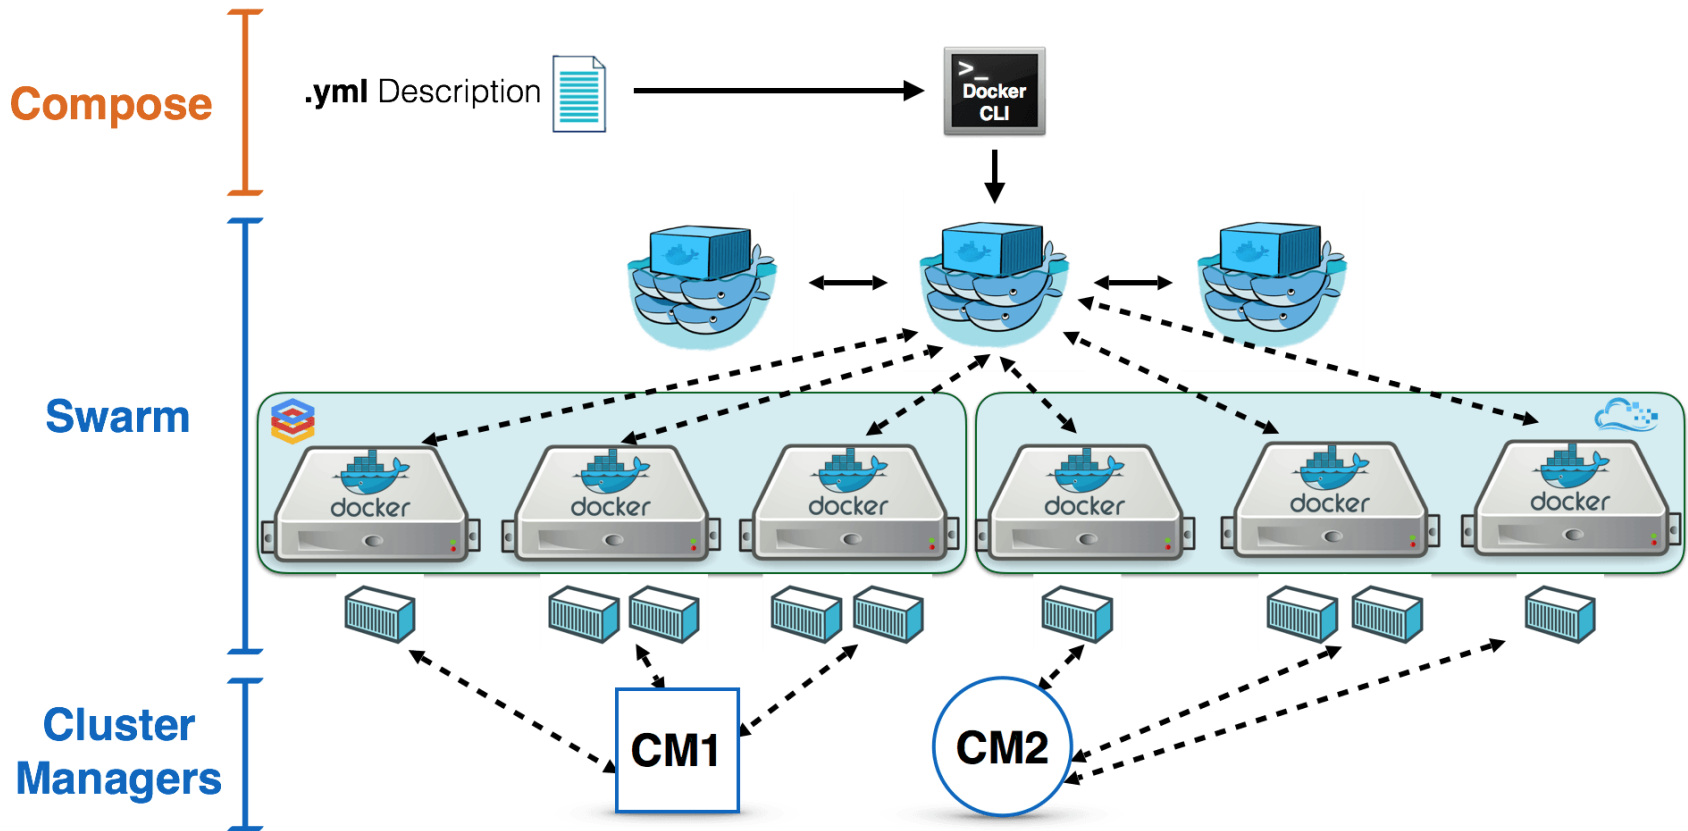 Compose
.yml Description
>_
Docker
CLI
Swarm
docker
docker
docker
docker
docker
docker
Cluster
Managers
CM1
CM2